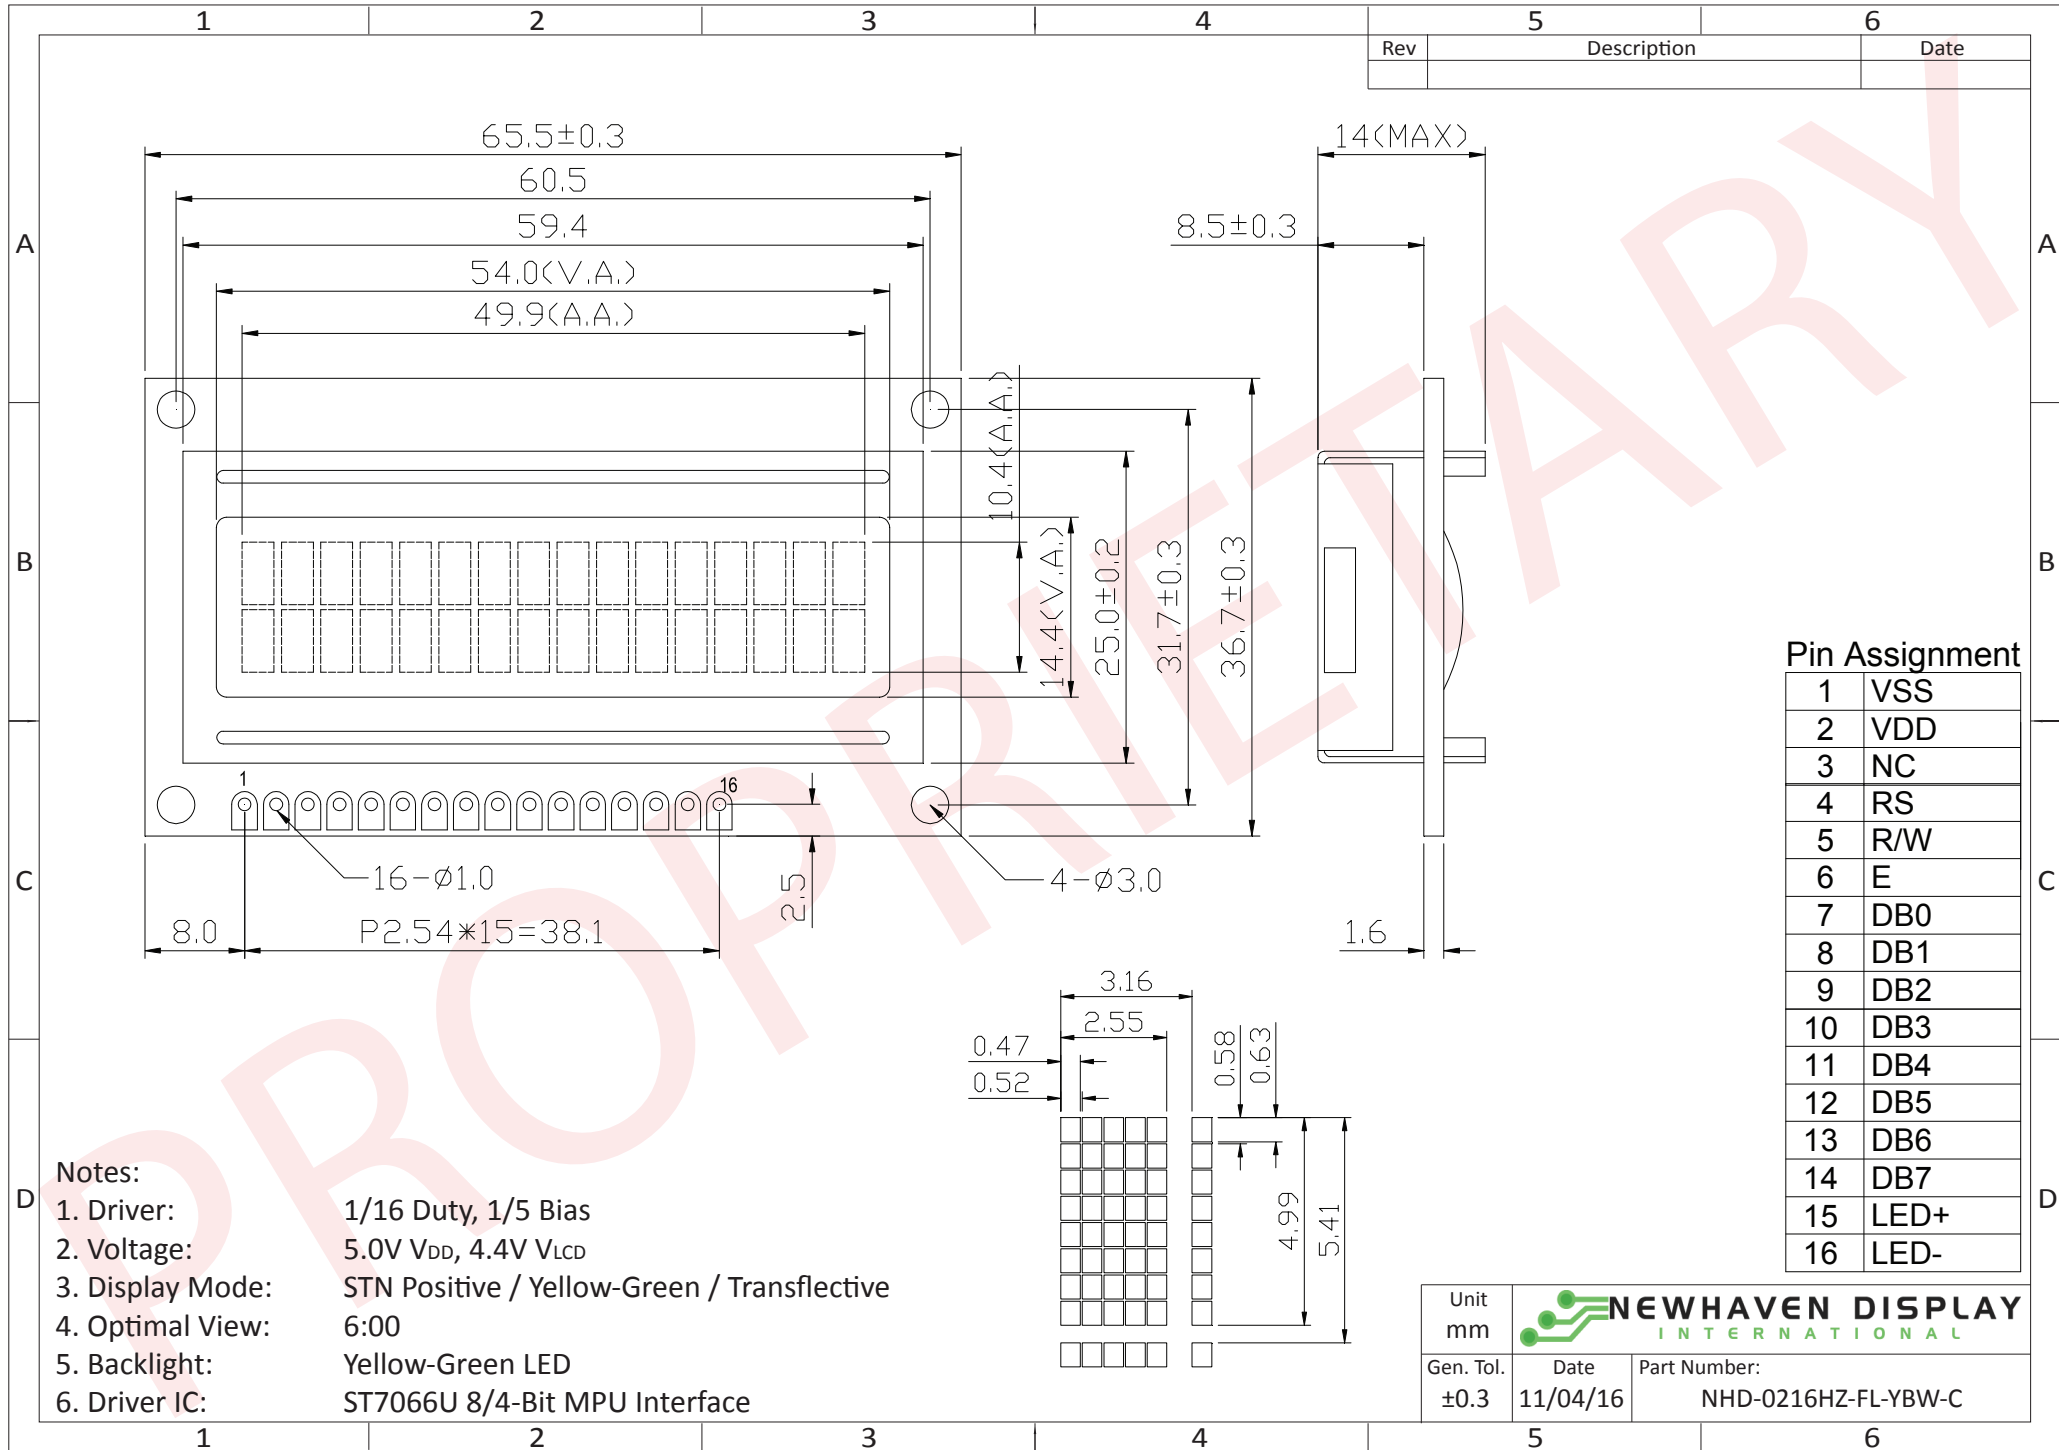 1 2 3 4 5 6
Rev Description Date
A A
B B
C C
D D
65.5±0.3
60.5
59.4
54.0(V.A.)
49.9(A.A.)
14(MAX)
8.5±0.3
10.4(A.A.)
14.4(V.A.)
25.0±0.2
31.7±0.3
36.7±0.3
1 16
16-Ø1.0
4-Ø3.0
2.5
8.0
P2.54*15=38.1
1.6
3.16
2.55
0.47
0.52
0.58
0.63
4.99
5.41
Pin Assignment
1 VSS
2 VDD
3 NC
4 RS
5 R/W
6 E
7 DB0
8 DB1
9 DB2
10 DB3
11 DB4
12 DB5
13 DB6
14 DB7
15 LED+
16 LED-
Notes:
1. Driver: 1/16 Duty, 1/5 Bias
2. Voltage: 5.0V VDD, 4.4V VLCD
3. Display Mode: STN Positive / Yellow-Green / Transflective
4. Optimal View: 6:00
5. Backlight: Yellow-Green LED
6. Driver IC: ST7066U 8/4-Bit MPU Interface
Unit
mm
NEWHAVEN DISPLAY
INTERNATIONAL
Gen. Tol.
±0.3
Date
11/04/16
Part Number:
NHD-0216HZ-FL-YBW-C
1 2 3 4 5 6
PROPRIETARY